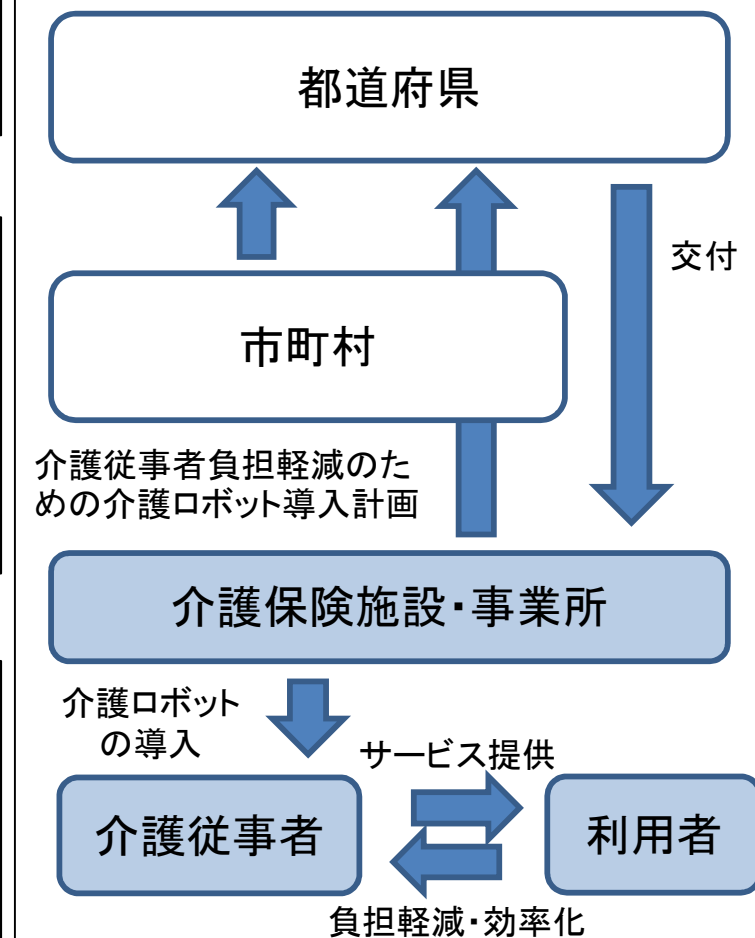 都道府県
交付
市町村
介護従事者負担軽減のた
めの介護ロボット導入計画
介護保険施設・事業所
介護ロボット
の導入
サービス提供
介護従事者
利用者
負担軽減・効率化